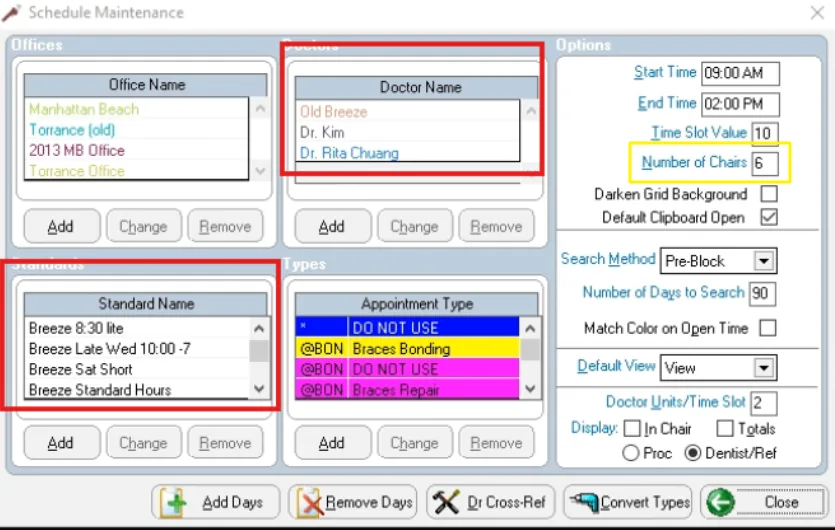 Schedule Maintenance
Offices
Office Name
Manhattan Beach
Torrance (old)
2013 MB Office
Torrance Office
Add Change Remove
Doctors
Doctor Name
Old Breeze
Dr. Kim
Dr. Rita Chuang
Add Change Remove
Options
Start Time 09:00 AM
End Time 02:00 PM
Time Slot Value 10
Number of Chairs 6
Darken Grid Background
Default Clipboard Open
Search Method Pre-Block
Number of Days to Search 90
Match Color on Open Time
Default View View
Doctor Units/Time Slot 2
Display: In Chair Totals
Proc Dentist/Ref
Standards
Standard Name
Breeze 8:30 lite
Breeze Late Wed 10:00 -7
Breeze Sat Short
Breeze Standard Hours
Add Change Remove
Types
Appointment Type
* DO NOT USE
@BON Braces Bonding
@BON DO NOT USE
@BON Braces Repair
Add Change Remove
Add Days Remove Days Dr Cross-Ref Convert Types Close